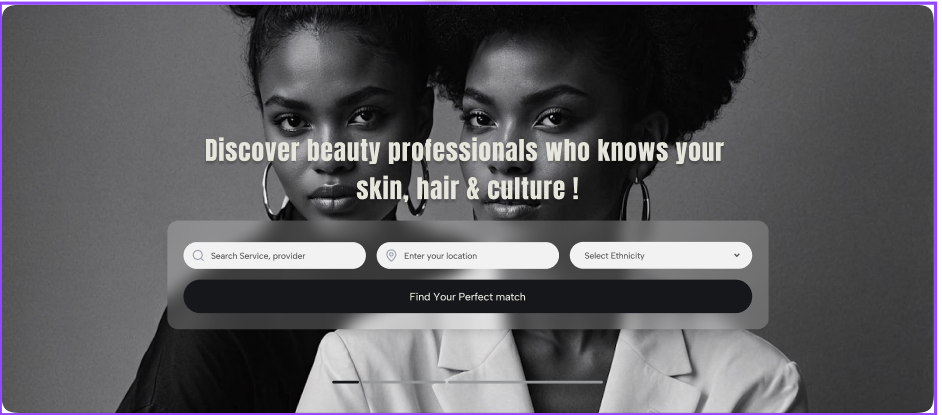 Discover beauty professionals who knows your
skin, hair & culture !
Search Service, provider
Enter your location
Select Ethnicity
Find Your Perfect match